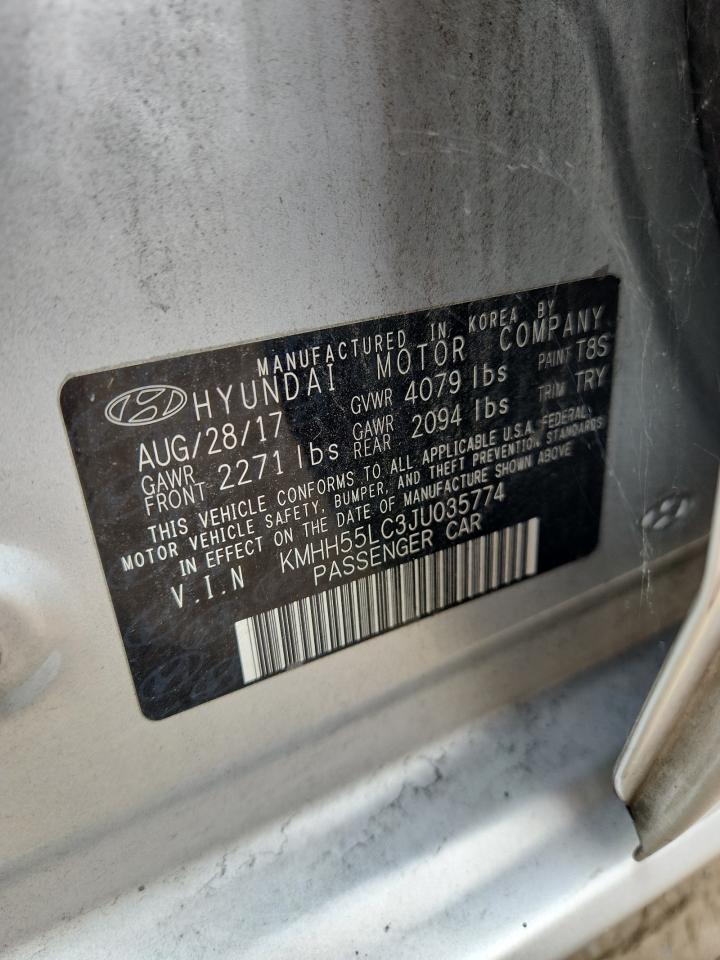 MANUFACTURED IN KOREA BY
HYUNDAI MOTOR COMPANY
AUG/28/17 GVWR 4079 lbs PAINT T8S
GAWR FRONT 2271 lbs GAWR REAR 2094 lbs TRIM TRY
THIS VEHICLE CONFORMS TO ALL APPLICABLE U.S.A. FEDERAL
MOTOR VEHICLE SAFETY, BUMPER, AND THEFT PREVENTION STANDARDS
IN EFFECT ON THE DATE OF MANUFACTURE SHOWN ABOVE
V.I.N KMHH55LC3JU035774
PASSENGER CAR